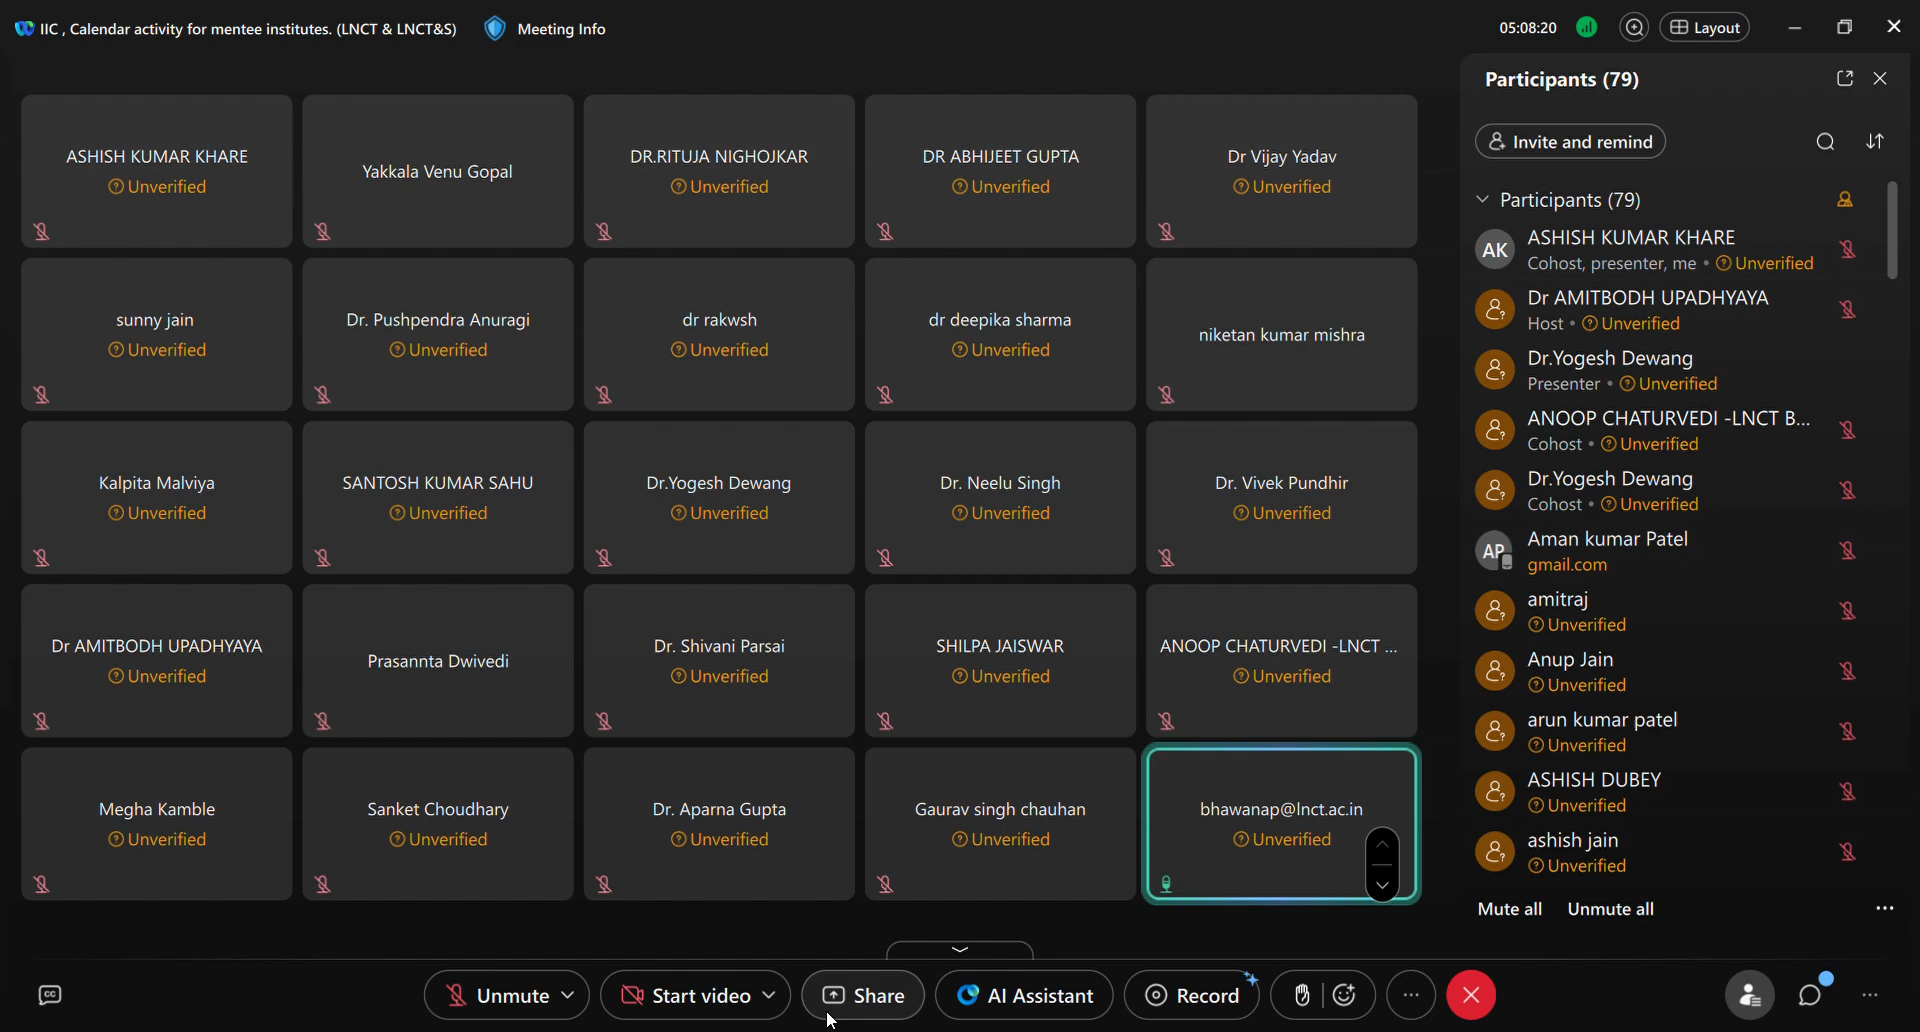 IIC , Calendar activity for mentee institutes. (LNCT & LNCT&S) Meeting Info
05:08:20 Layout
ASHISH KUMAR KHARE
Unverified
Yakkala Venu Gopal
DR.RITUJA NIGHOJKAR
Unverified
DR ABHIJEET GUPTA
Unverified
Dr Vijay Yadav
Unverified
sunny jain
Unverified
Dr. Pushpendra Anuragi
Unverified
dr rakwsh
Unverified
dr deepika sharma
Unverified
niketan kumar mishra
Kalpita Malviya
Unverified
SANTOSH KUMAR SAHU
Unverified
Dr.Yogesh Dewang
Unverified
Dr. Neelu Singh
Unverified
Dr. Vivek Pundhir
Unverified
Dr AMITBODH UPADHYAYA
Unverified
Prasannta Dwivedi
Dr. Shivani Parsai
Unverified
SHILPA JAISWAR
Unverified
ANOOP CHATURVEDI -LNCT ...
Unverified
Megha Kamble
Unverified
Sanket Choudhary
Unverified
Dr. Aparna Gupta
Unverified
Gaurav singh chauhan
Unverified
bhawanap@lnct.ac.in
Unverified
Participants (79)
Invite and remind
Participants (79)
AK
ASHISH KUMAR KHARE
Cohost, presenter, me • Unverified
Dr AMITBODH UPADHYAYA
Host • Unverified
Dr.Yogesh Dewang
Presenter • Unverified
ANOOP CHATURVEDI -LNCT B...
Cohost • Unverified
Dr.Yogesh Dewang
Cohost • Unverified
AP
Aman kumar Patel
gmail.com
amitraj
Unverified
Anup Jain
Unverified
arun kumar patel
Unverified
ASHISH DUBEY
Unverified
ashish jain
Unverified
Mute all Unmute all
CC Unmute Start video Share AI Assistant Record